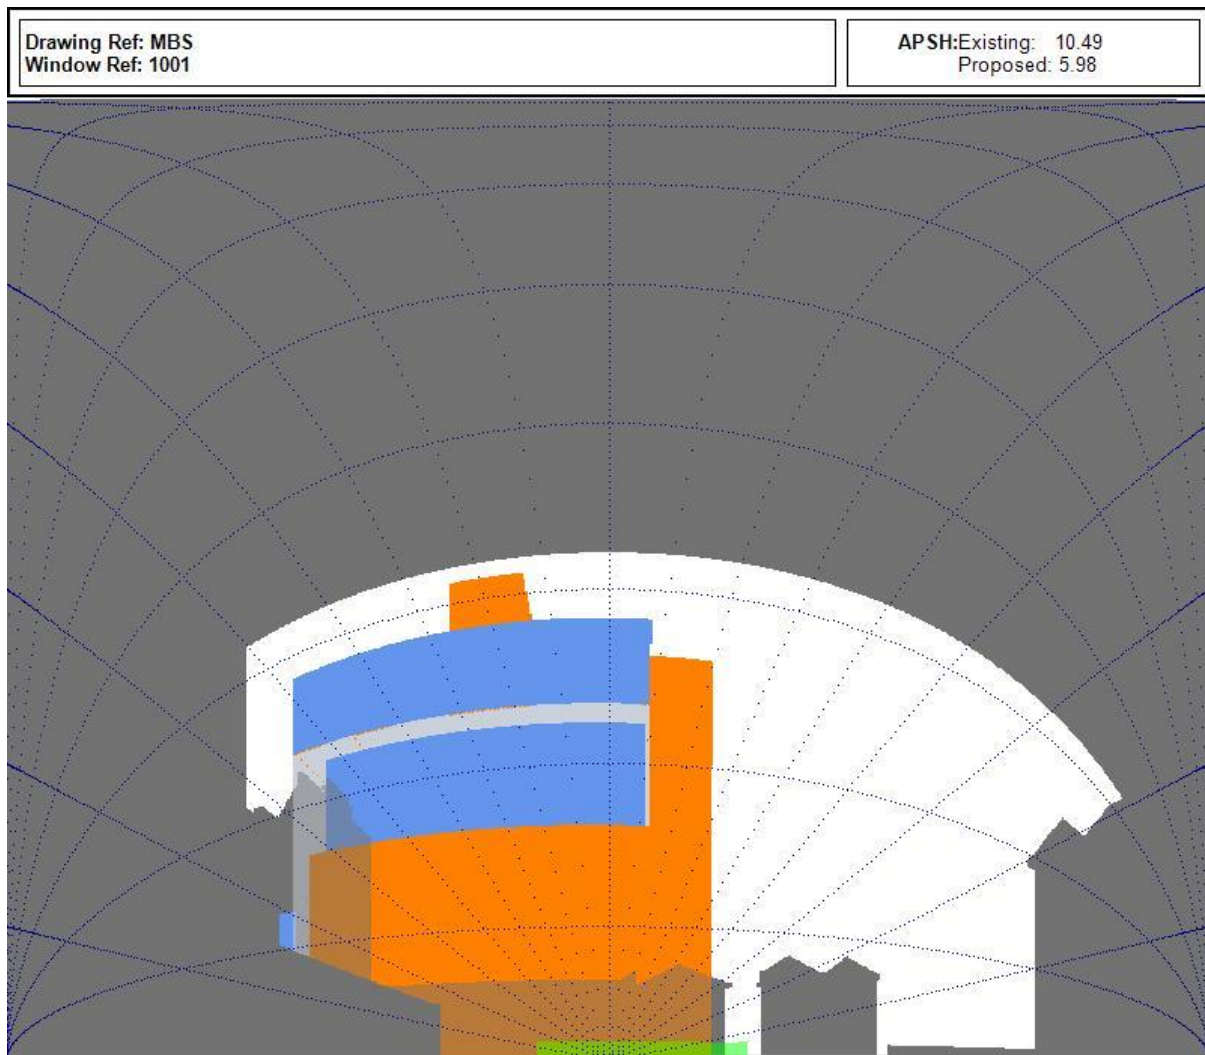 Drawing Ref: MBS
Window Ref: 1001
APSH:Existing: 10.49
Proposed: 5.98